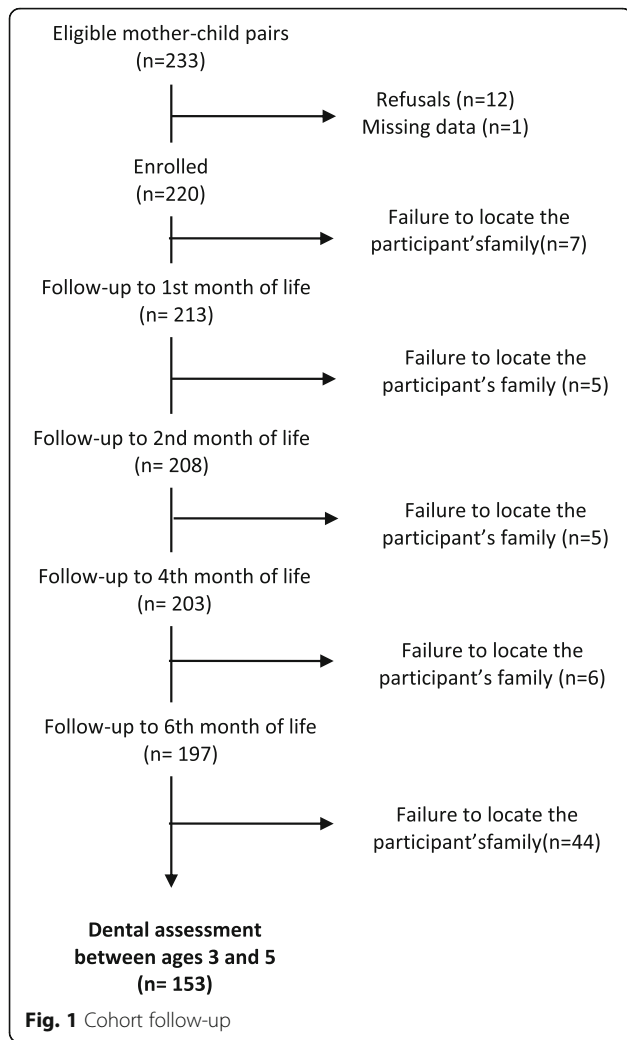 Eligible mother-child pairs
(n=233)
Refusals (n=12)
Missing data (n=1)
Enrolled
(n=220)
Failure to locate the
participant'sfamily(n=7)
Follow-up to 1st month of life
(n= 213)
Failure to locate the
participant's family (n=5)
Follow-up to 2nd month of life
(n= 208)
Failure to locate the
participant's family (n=5)
Follow-up to 4th month of life
(n= 203)
Failure to locate the
participant's family (n=6)
Follow-up to 6th month of life
(n= 197)
Failure to locate the
participant'sfamily(n=44)
Dental assessment
between ages 3 and 5
(n= 153)
Fig. 1 Cohort follow-up